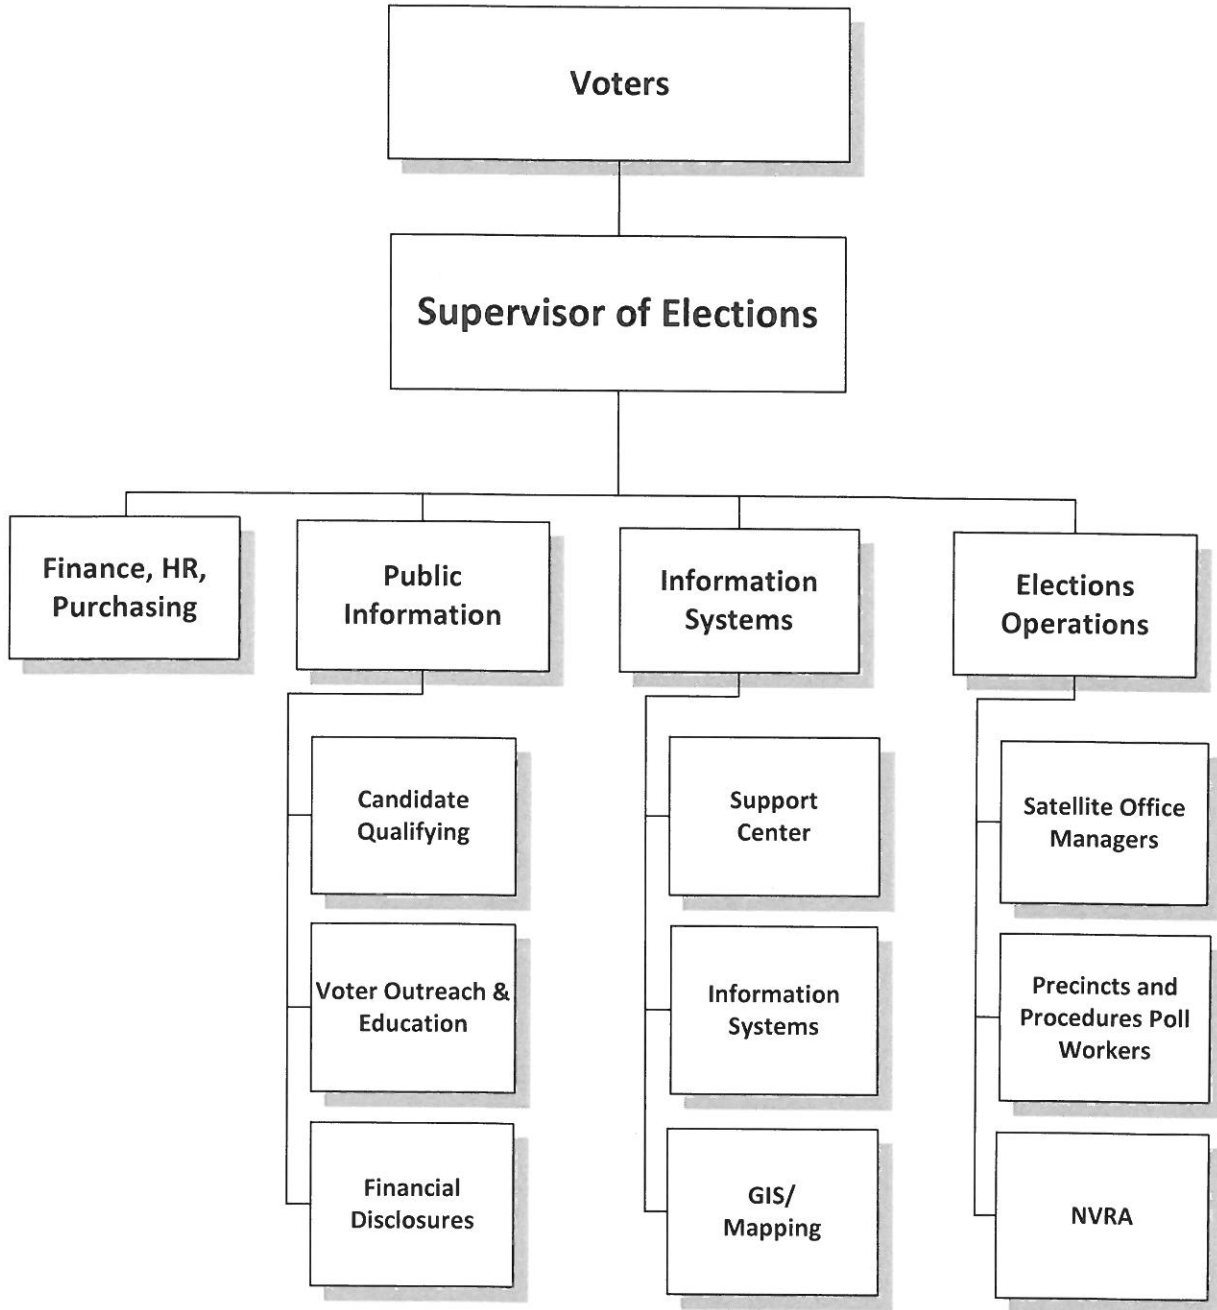 Voters
Supervisor of Elections
Finance, HR,
Purchasing
Public
Information
Information
Systems
Elections
Operations
Candidate
Qualifying
Support
Center
Satellite Office
Managers
Voter Outreach &
Education
Information
Systems
Precincts and
Procedures Poll
Workers
Financial
Disclosures
GIS/
Mapping
NVRA